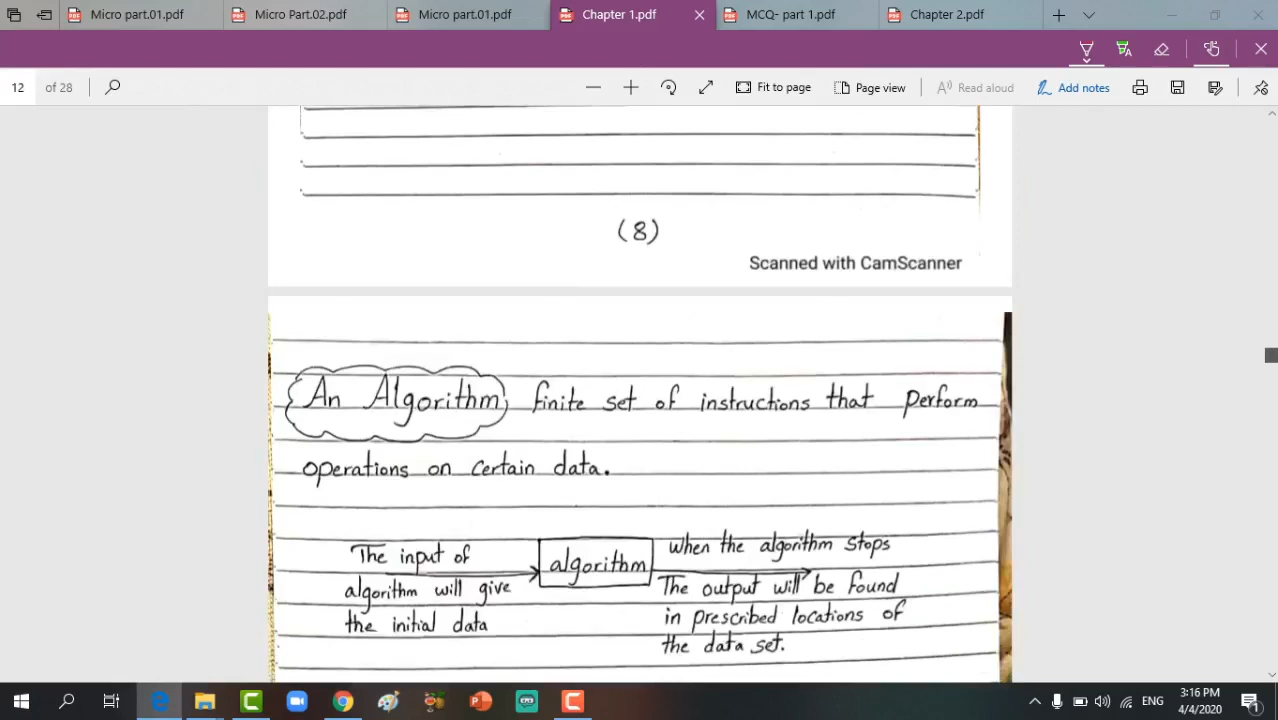 Micro part.01.pdf
Micro Part.02.pdf
Micro part.01.pdf
Chapter 1.pdf
MCQ- part 1.pdf
Chapter 2.pdf
12 of 28
Fit to page
Page view
Read aloud
Add notes
(8)
Scanned with CamScanner
An Algorithm finite set of instructions that perform
operations on certain data.
The input of
algorithm will give
the initial data
algorithm
when the algorithm stops
The output will be found
in prescribed locations of
the data set.
ENG
3:16 PM
4/4/2020
1